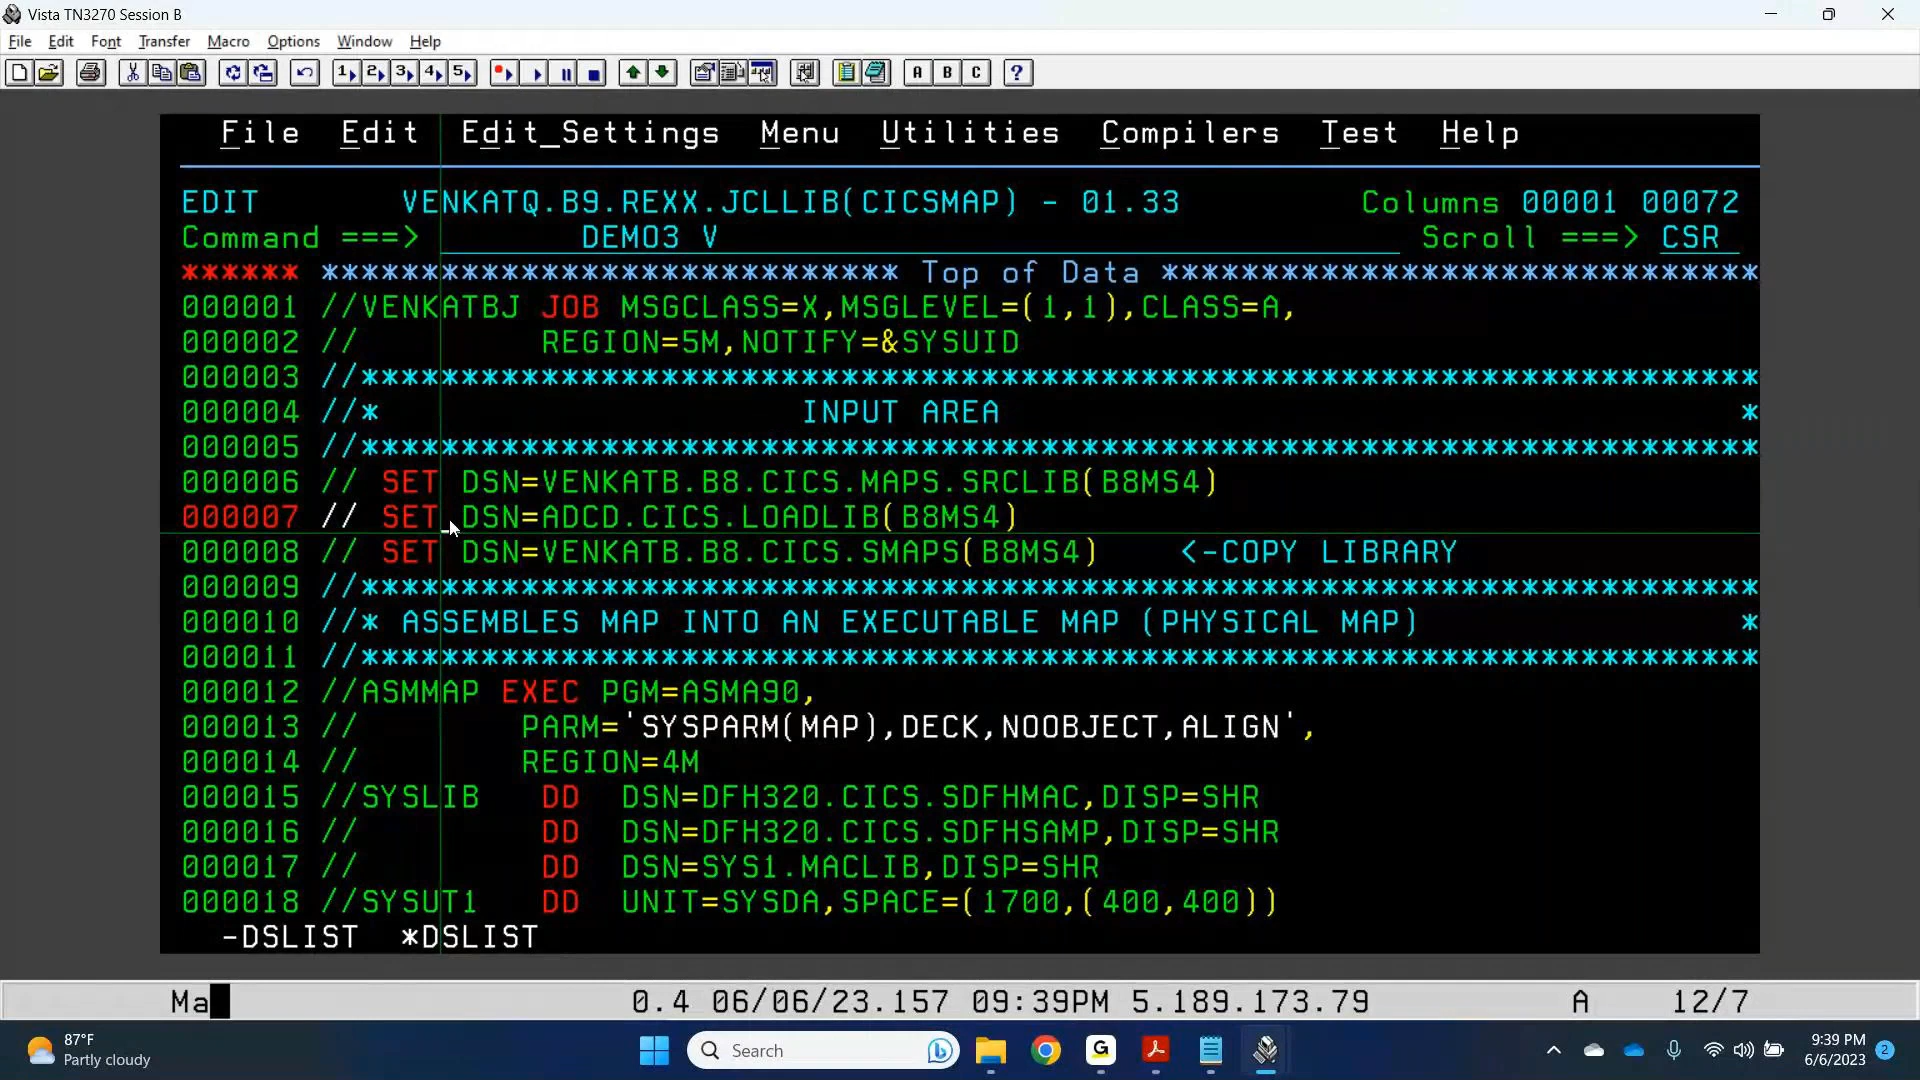 Vista TN3270 Session B
File Edit Font Transfer Macro Options Window Help
1 2 3 4 5 A B C ?
File Edit Edit_Settings Menu Utilities Compilers Test Help
EDIT VENKATQ.B9.REXX.JCLLIB(CICSMAP) - 01.33 Columns 00001 00072
Command ===> DEMO3 V Scroll ===> CSR
****** ***************************** Top of Data ******************************
000001 //VENKATBJ JOB MSGCLASS=X,MSGLEVEL=(1,1),CLASS=A,
000002 // REGION=5M,NOTIFY=&SYSUID
000003 //**********************************************************************
000004 //* INPUT AREA *
000005 //**********************************************************************
000006 // SET DSN=VENKATB.B8.CICS.MAPS.SRCLIB(B8MS4)
000007 // SET DSN=ADCD.CICS.LOADLIB(B8MS4)
000008 // SET DSN=VENKATB.B8.CICS.SMAPS(B8MS4) <-COPY LIBRARY
000009 //**********************************************************************
000010 //* ASSEMBLES MAP INTO AN EXECUTABLE MAP (PHYSICAL MAP) *
000011 //**********************************************************************
000012 //ASMMAP EXEC PGM=ASMA90,
000013 // PARM='SYSPARM(MAP),DECK,NOOBJECT,ALIGN',
000014 // REGION=4M
000015 //SYSLIB DD DSN=DFH320.CICS.SDFHMAC,DISP=SHR
000016 // DD DSN=DFH320.CICS.SDFHSAMP,DISP=SHR
000017 // DD DSN=SYS1.MACLIB,DISP=SHR
000018 //SYSUT1 DD UNIT=SYSDA,SPACE=(1700,(400,400))
-DSLIST *DSLIST
Ma 0.4 06/06/23.157 09:39PM 5.189.173.79 A 12/7
87°F
Partly cloudy
Search
G
9:39 PM
6/6/2023
2